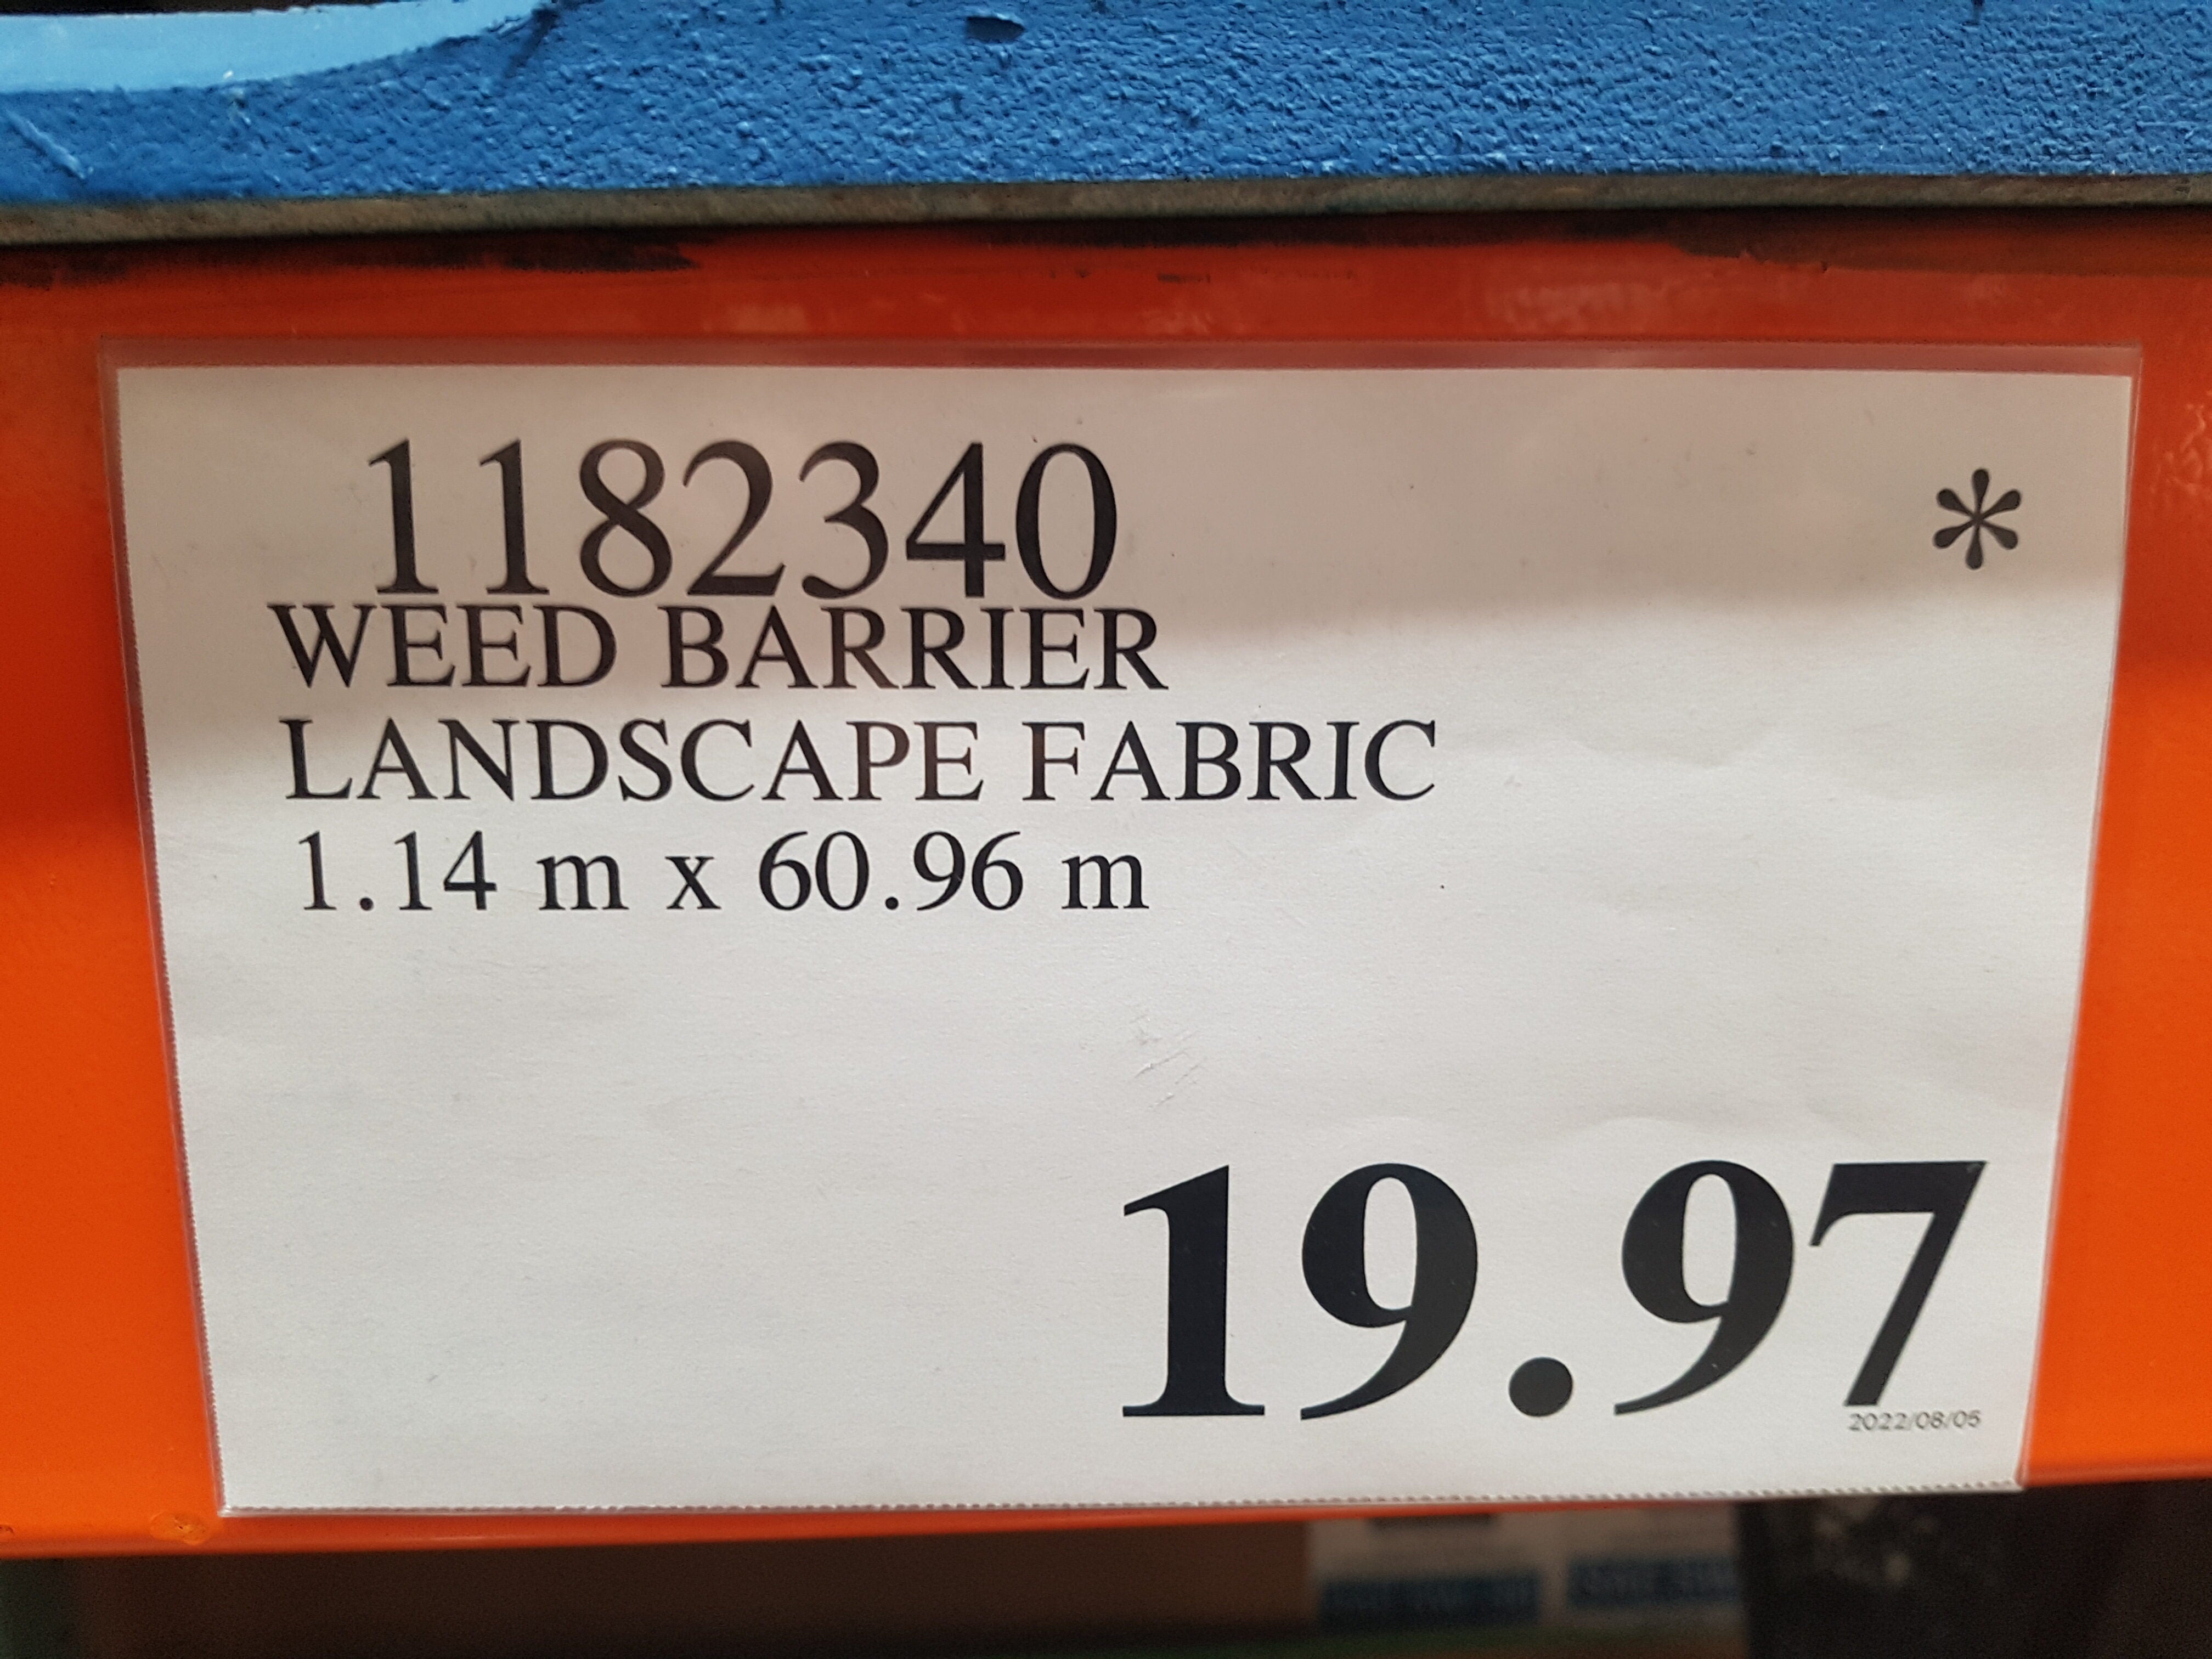 1182340 *
WEED BARRIER
LANDSCAPE FABRIC
1.14 m x 60.96 m
19.97
2022/08/05